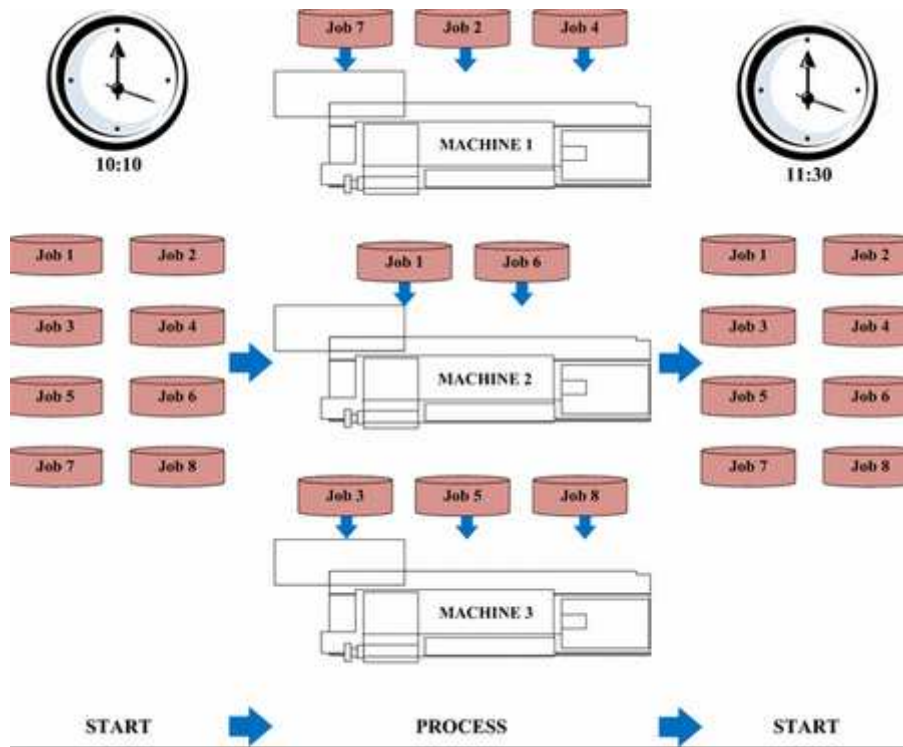 Job 7 Job 2 Job 4
MACHINE 1
10:10
11:30
Job 1 Job 2
Job 3 Job 4
Job 5 Job 6
Job 7 Job 8
Job 1 Job 6
MACHINE 2
Job 3 Job 5 Job 8
MACHINE 3
Job 1 Job 2
Job 3 Job 4
Job 5 Job 6
Job 7 Job 8
START PROCESS START